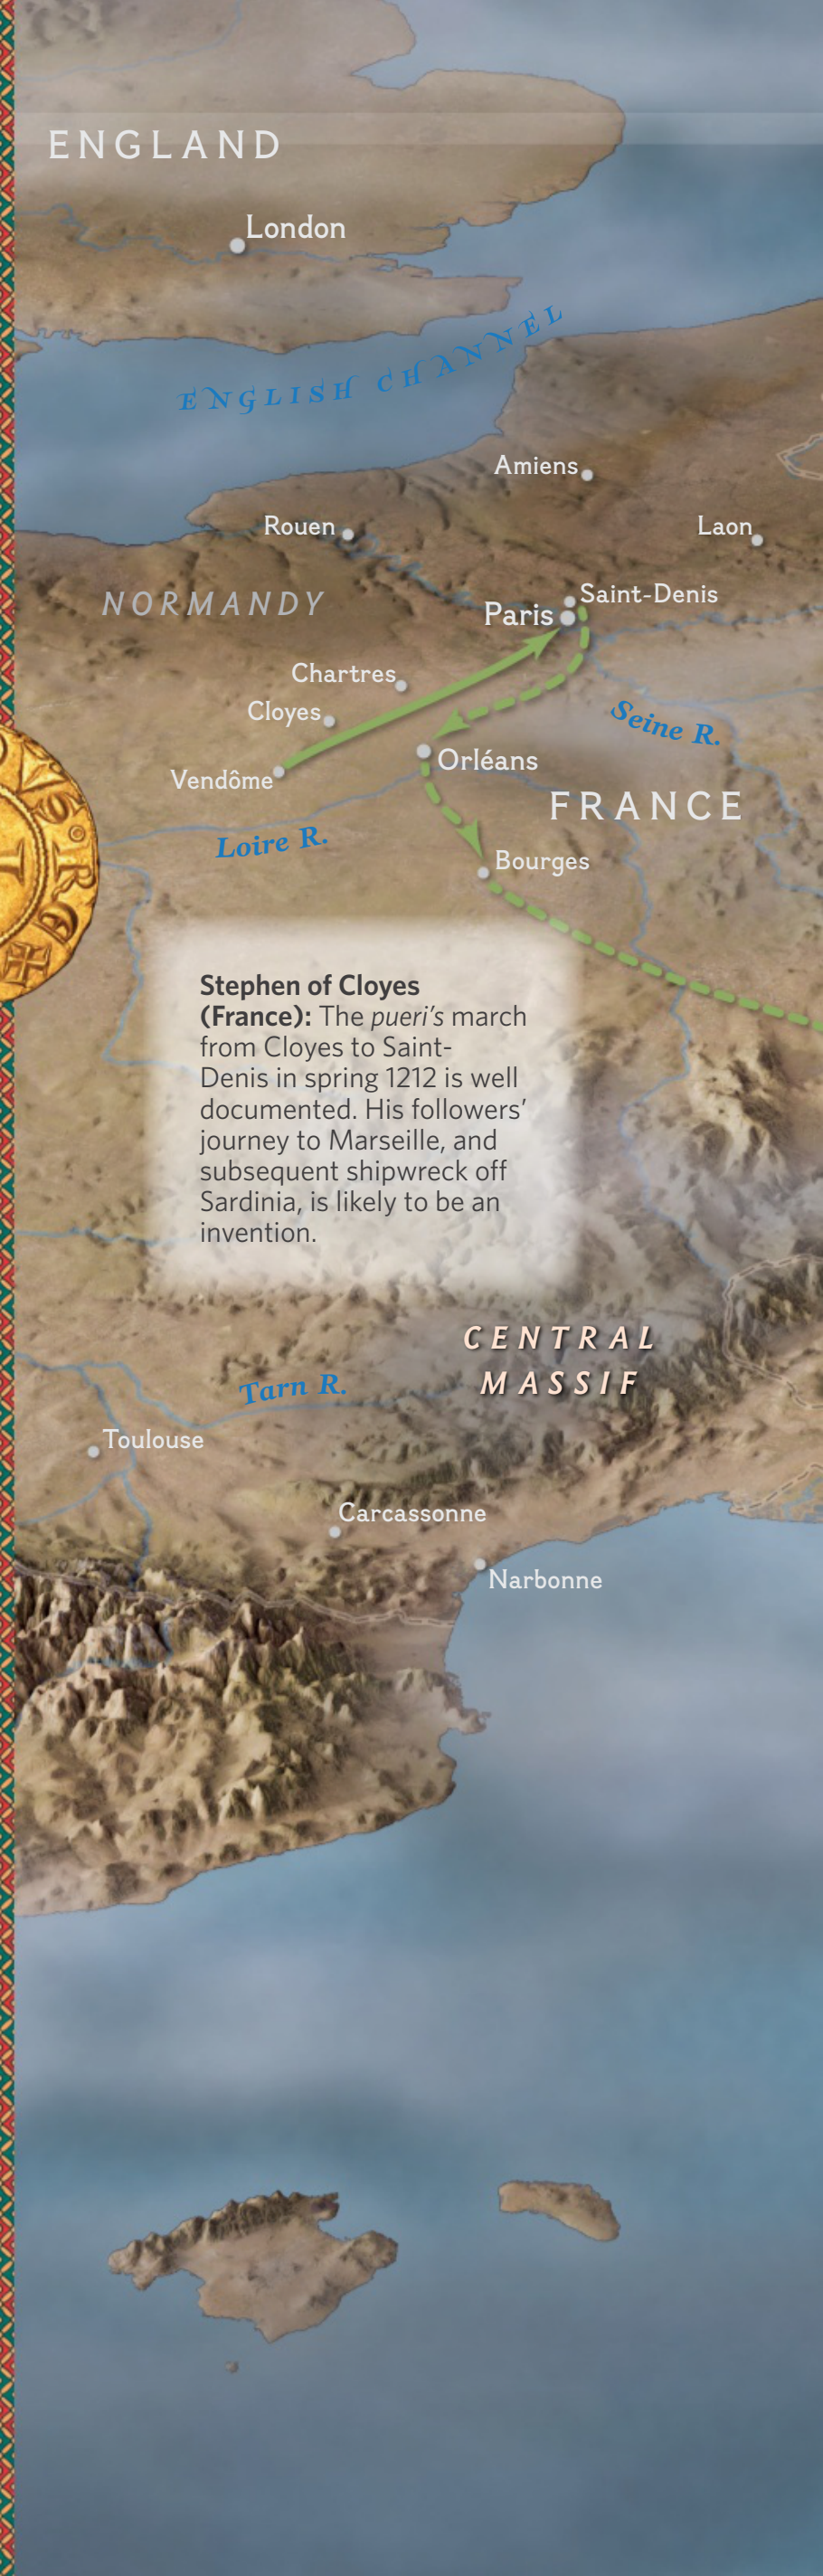 ENGLAND
London
ENGLISH CHANNEL
Amiens
Rouen
Laon
NORMANDY
Saint-Denis
Paris
Chartres
Cloyes
Seine R.
Vendôme
Orléans
FRANCE
Loire R.
Bourges
Stephen of Cloyes
(France): The pueri’s march
from Cloyes to Saint-
Denis in spring 1212 is well
documented. His followers’
journey to Marseille, and
subsequent shipwreck off
Sardinia, is likely to be an
invention.
CENTRAL
MASSIF
Tarn R.
Toulouse
Carcassonne
Narbonne